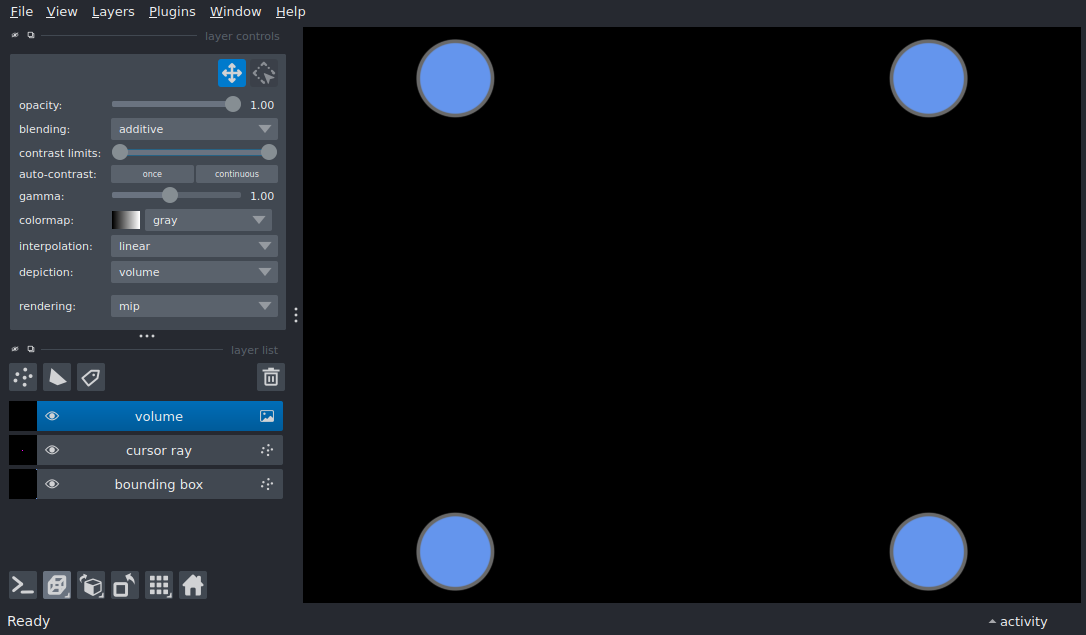 File View Layers Plugins Window Help
layer controls
opacity: 1.00
blending: additive
contrast limits:
auto-contrast: once continuous
gamma: 1.00
colormap: gray
interpolation: linear
depiction: volume
rendering: mip
layer list
volume
cursor ray
bounding box
Ready activity